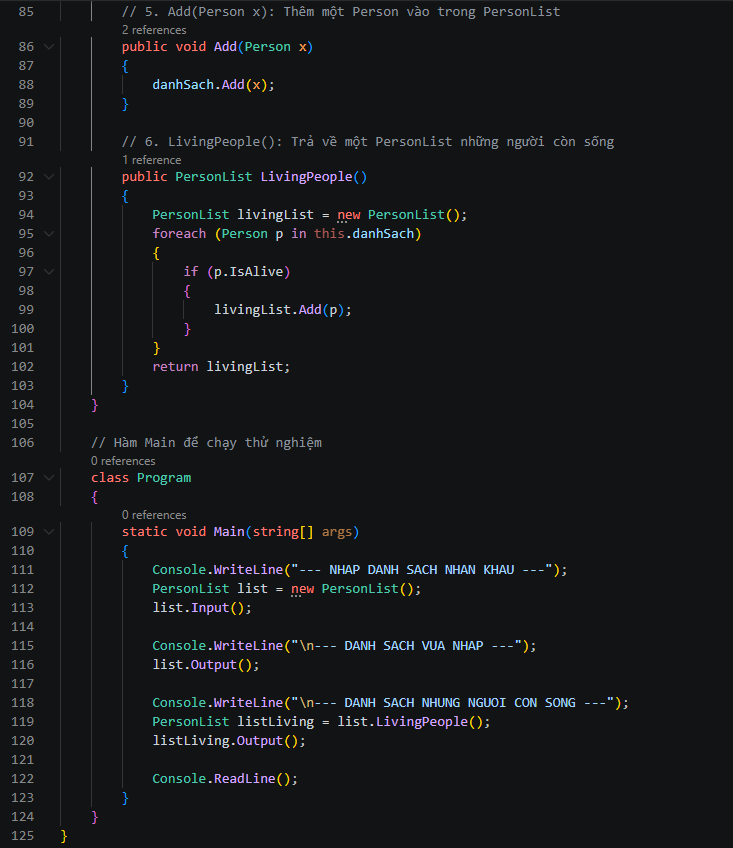 85 // 5. Add(Person x): Thêm một Person vào trong PersonList
2 references
86 public void Add(Person x)
87 {
88 danhSach.Add(x);
89 }
90
91 // 6. LivingPeople(): Trả về một PersonList những người còn sống
1 reference
92 public PersonList LivingPeople()
93 {
94 PersonList livingList = new PersonList();
95 foreach (Person p in this.danhSach)
96 {
97 if (p.IsAlive)
98 {
99 livingList.Add(p);
100 }
101 }
102 return livingList;
103 }
104 }
105
106 // Hàm Main để chạy thử nghiệm
0 references
107 class Program
108 {
0 references
109 static void Main(string[] args)
110 {
111 Console.WriteLine("--- NHAP DANH SACH NHAN KHAU ---");
112 PersonList list = new PersonList();
113 list.Input();
114
115 Console.WriteLine("\n--- DANH SACH VUA NHAP ---");
116 list.Output();
117
118 Console.WriteLine("\n--- DANH SACH NHUNG NGUOI CON SONG ---");
119 PersonList listLiving = list.LivingPeople();
120 listLiving.Output();
121
122 Console.ReadLine();
123 }
124 }
125 }